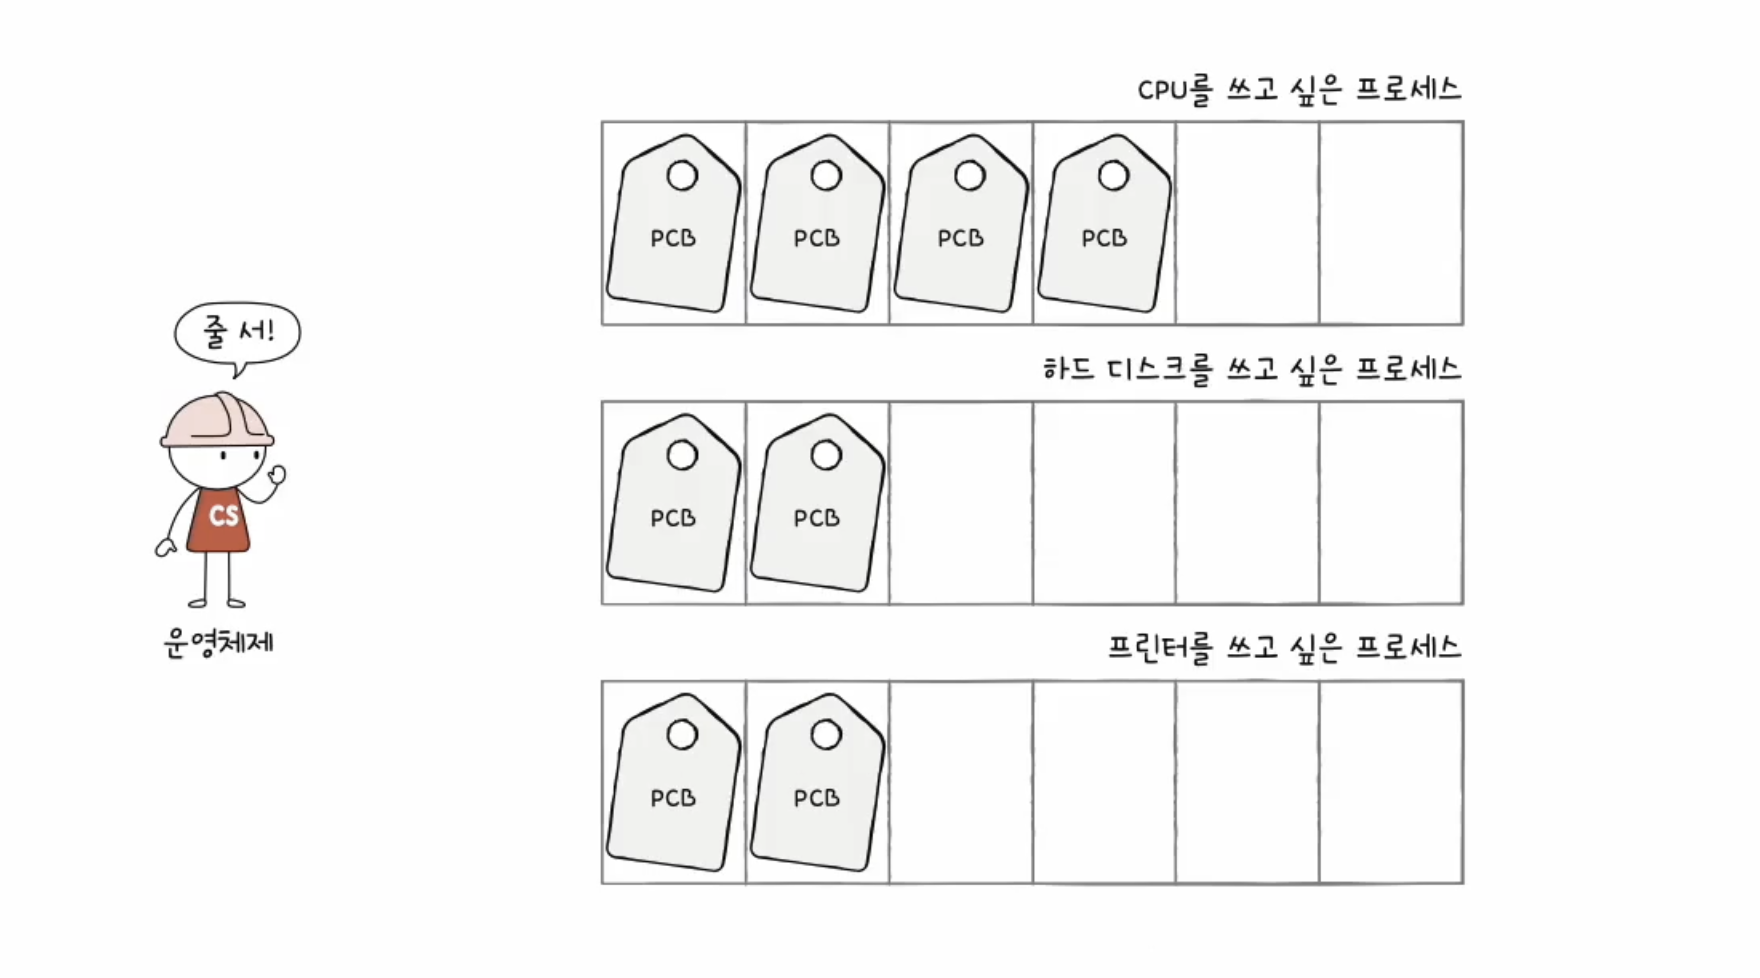 CPU를 쓰고 싶은 프로세스
PCB PCB PCB PCB
줄 서!
하드 디스크를 쓰고 싶은 프로세스
PCB PCB
CS
운영체제
프린터를 쓰고 싶은 프로세스
PCB PCB